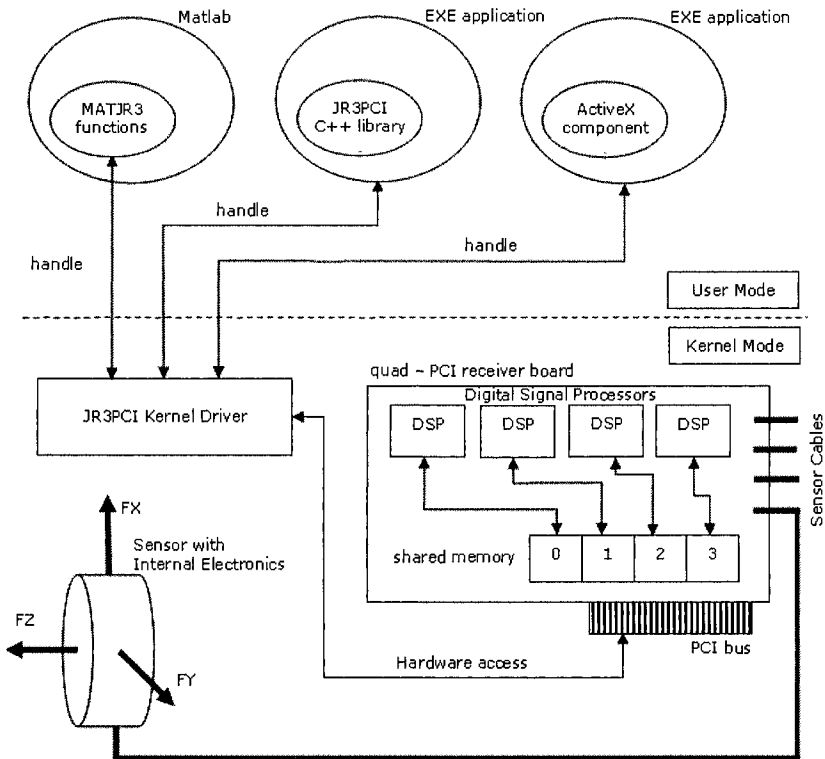 Matlab
EXE application
EXE application
MATJR3
functions
JR3PCI
C++ library
ActiveX
component
handle
handle
handle
User Mode
Kernel Mode
quad – PCI receiver board
Digital Signal Processors
JR3PCI Kernel Driver
DSP
DSP
DSP
DSP
Sensor Cables
FX
Sensor with
Internal Electronics
shared memory
0
1
2
3
FZ
FY
Hardware access
PCI bus